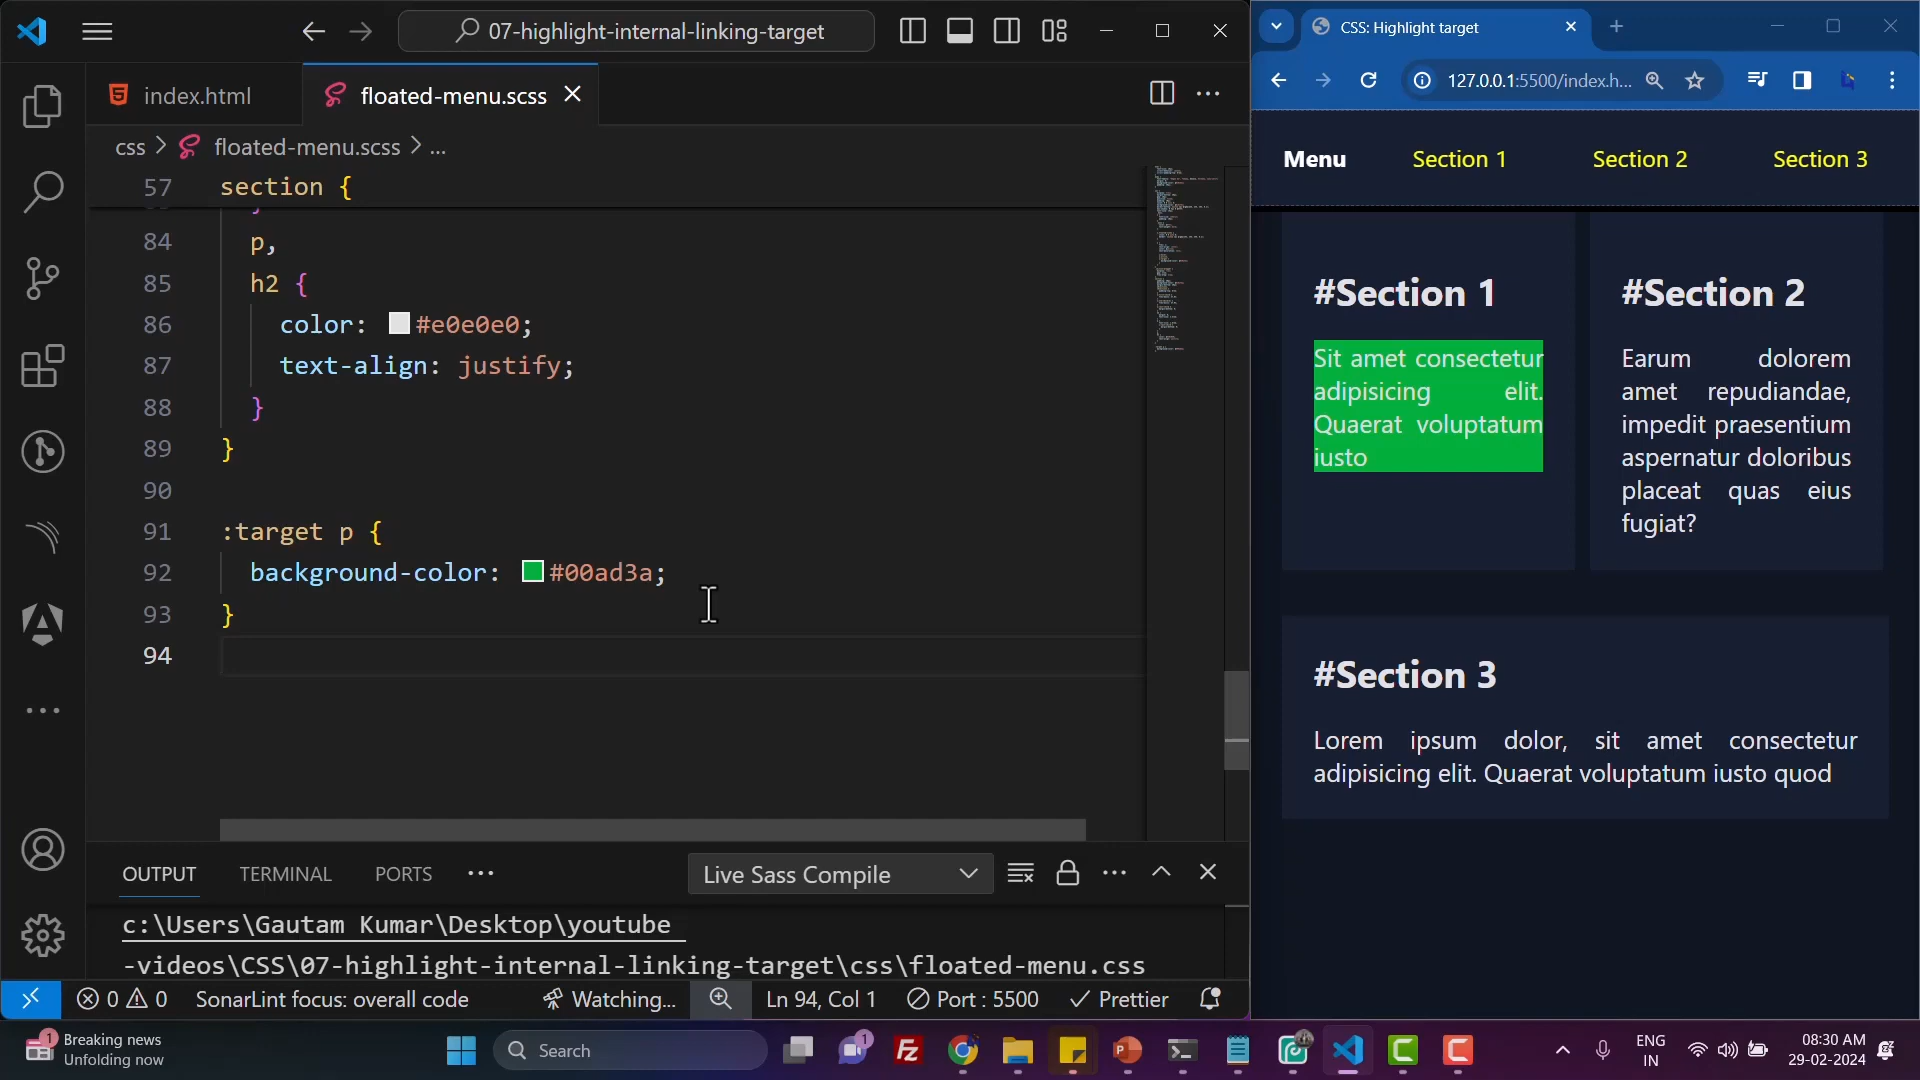 07-highlight-internal-linking-target
index.html
floated-menu.scss
css > floated-menu.scss > ...
57 section {
84 p,
85 h2 {
86 color: #e0e0e0;
87 text-align: justify;
88 }
89 }
90
91 :target p {
92 background-color: #00ad3a;
93 }
94
OUTPUT TERMINAL PORTS
Live Sass Compile
c:\Users\Gautam Kumar\Desktop\youtube
-videos\CSS\07-highlight-internal-linking-target\css\floated-menu.css
0 0 SonarLint focus: overall code Watching... Ln 94, Col 1 Port : 5500 Prettier
CSS: Highlight target
127.0.0.1:5500/index.h...
Menu Section 1 Section 2 Section 3
#Section 1
Sit amet consectetur
adipisicing elit.
Quaerat voluptatum
iusto
#Section 2
Earum dolorem
amet repudiandae,
impedit praesentium
aspernatur doloribus
placeat quas eius
fugiat?
#Section 3
Lorem ipsum dolor, sit amet consectetur
adipisicing elit. Quaerat voluptatum iusto quod
1
Breaking news
Unfolding now
Search
1
ENG
IN
08:30 AM
29-02-2024